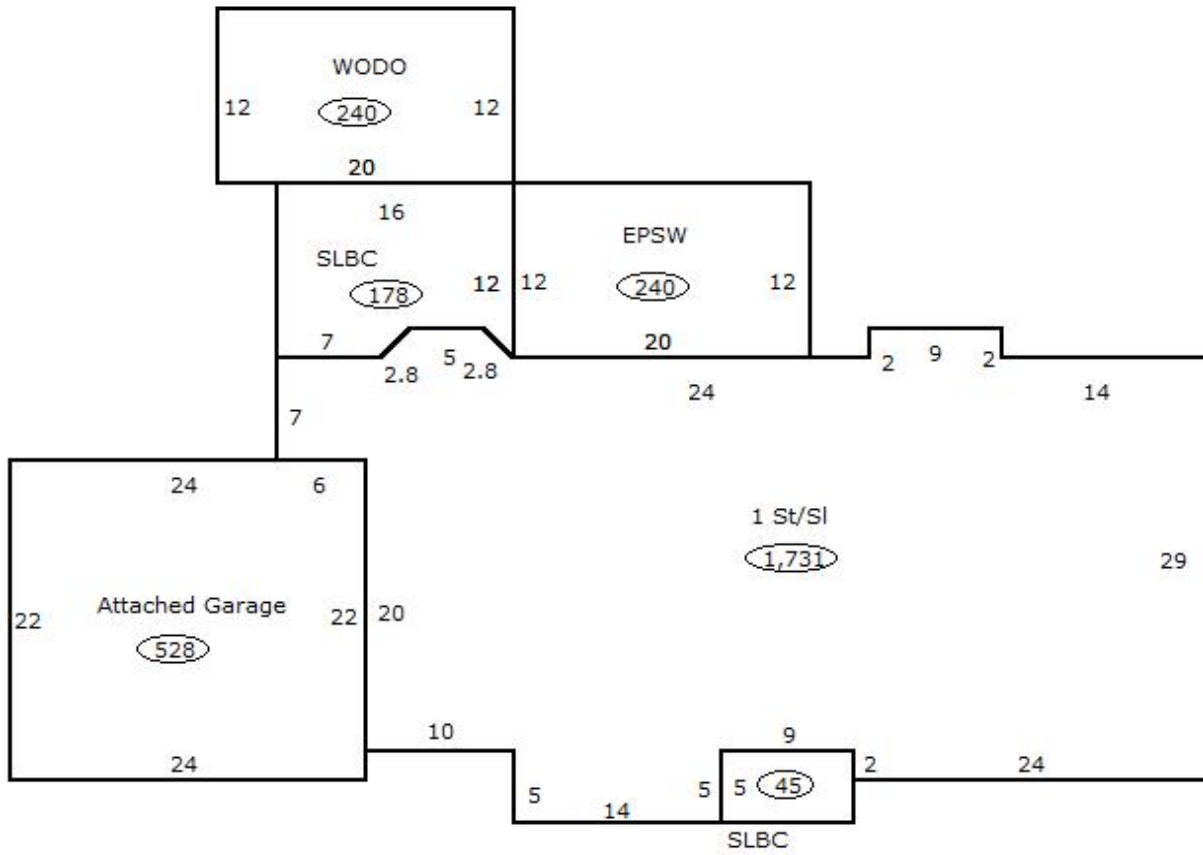 WODO
12 240 12
20
16
EPSW
SLBC
178 12 12 240 12
7 5 20 2 9 2
2.8 2.8 24 14
7
24 6
1 St/Sl
1,731 29
Attached Garage
22 22 20
528
10 9
24 2 24
5 5 5 45
14
SLBC